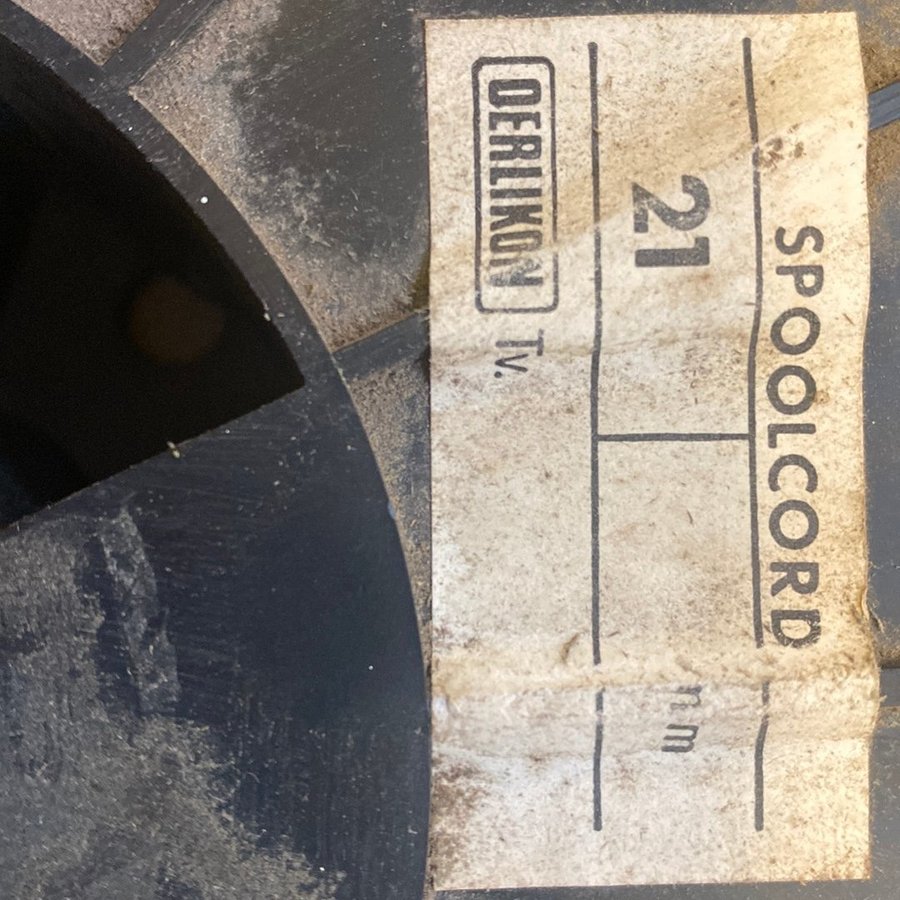 SPOOLCORD
21 mm
OERLIKON Tv.